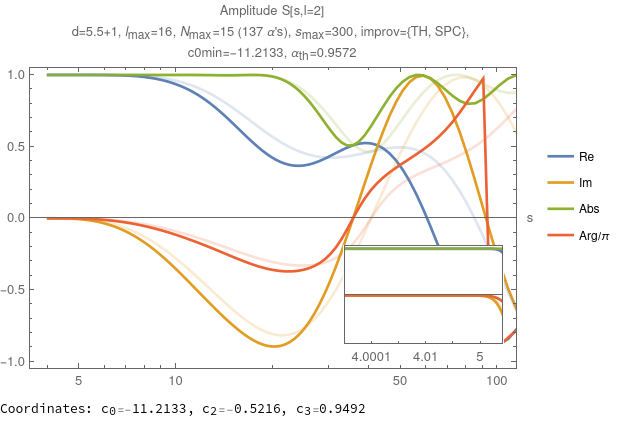 Amplitude S[s,l=2]
d=5.5+1, lmax=16, Nmax=15 (137 α's), smax=300, improv={TH, SPC},
c0min=-11.2133, αth=0.9572
1.0
0.5
0.0
-0.5
-1.0
5
10
50
100
s
4.0001
4.01
5
Re
Im
Abs
Arg/π
Coordinates: c0=-11.2133, c2=-0.5216, c3=0.9492